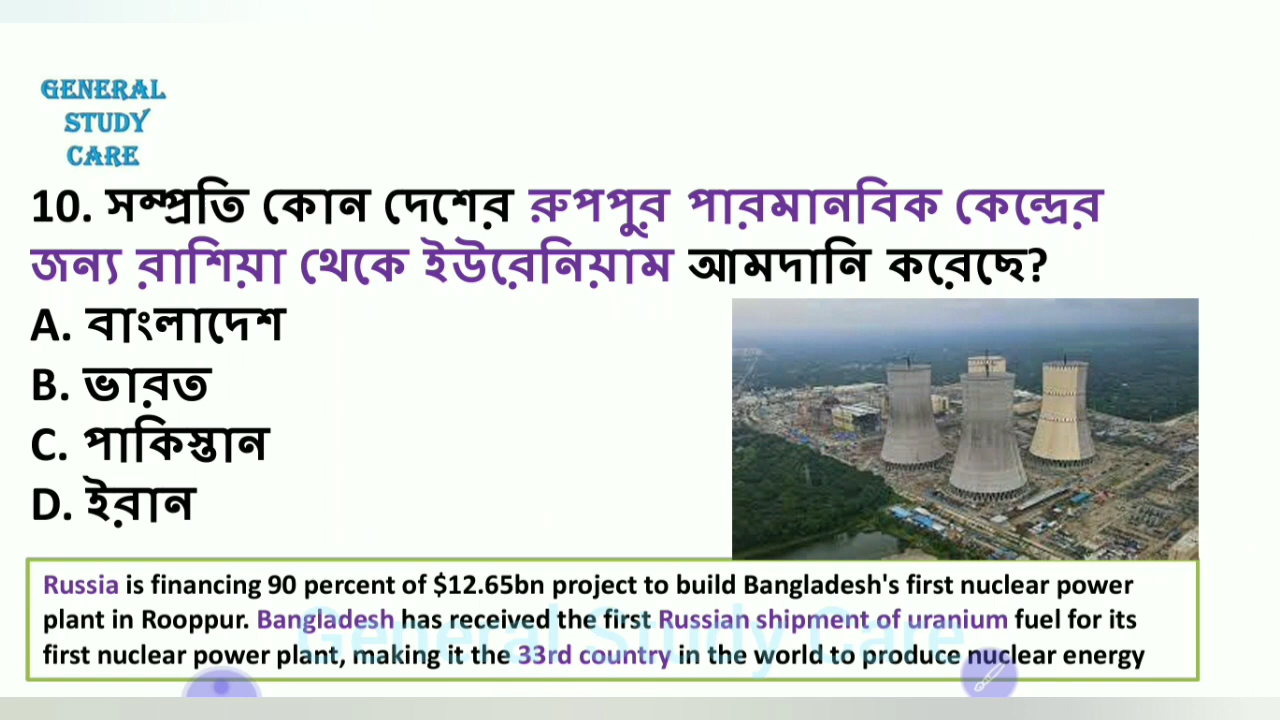 GENERAL
STUDY
CARE
10. সম্প্রতি কোন দেশের রুপপুর পারমানবিক কেন্দ্রের
জন্য রাশিয়া থেকে ইউরেনিয়াম আমদানি করেছে?
A. বাংলাদেশ
B. ভারত
C. পাকিস্তান
D. ইরান
Russia is financing 90 percent of $12.65bn project to build Bangladesh's first nuclear power
plant in Rooppur. Bangladesh has received the first Russian shipment of uranium fuel for its
first nuclear power plant, making it the 33rd country in the world to produce nuclear energy
General Study Care